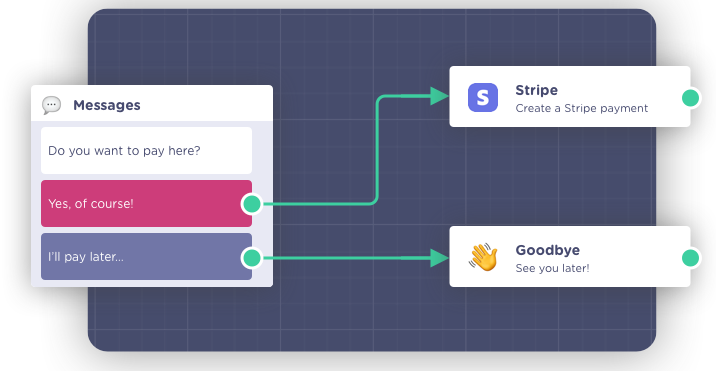 Messages
Do you want to pay here?
Yes, of course!
I'll pay later...
S
Stripe
Create a Stripe payment
Goodbye
See you later!